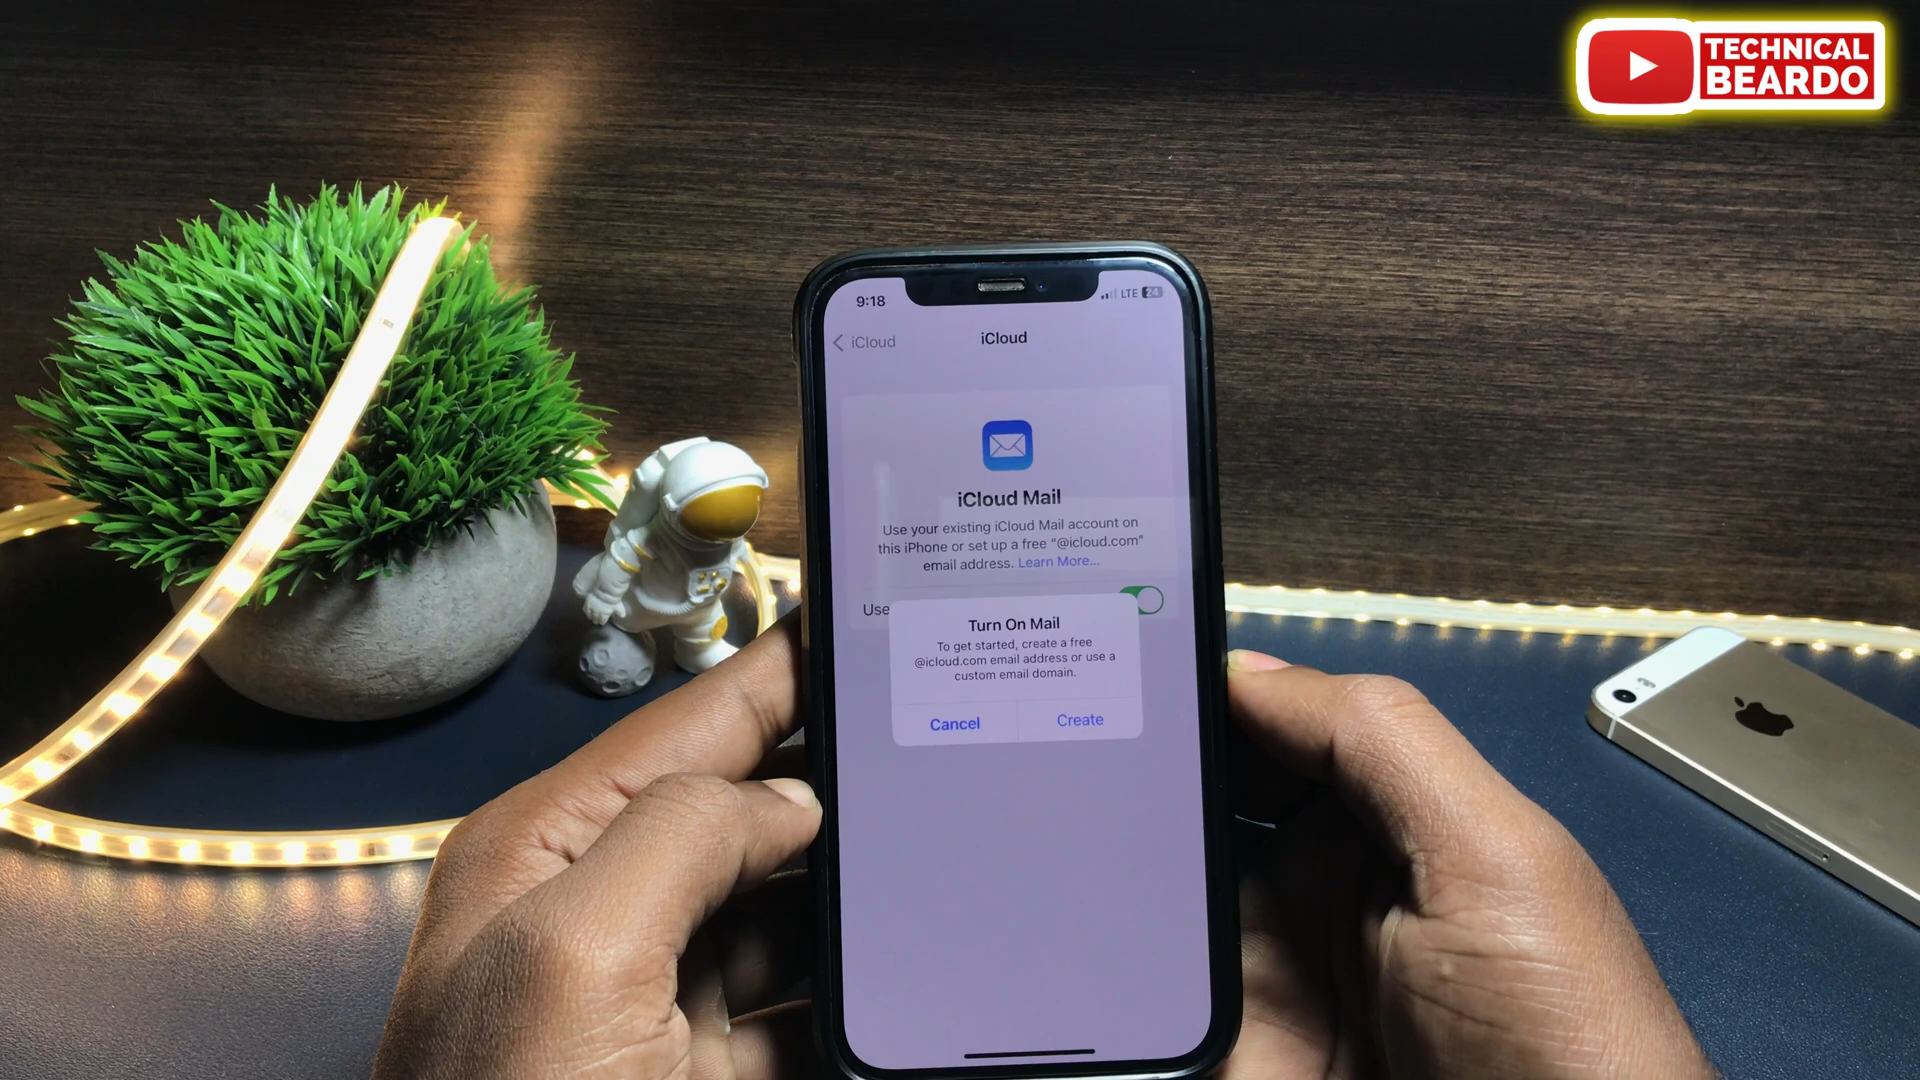 TECHNICAL
BEARDO
9:18
LTE 24
iCloud
iCloud
iCloud Mail
Use your existing iCloud Mail account on
this iPhone or set up a free “@icloud.com”
email address. Learn More...
Use
Turn On Mail
To get started, create a free
@icloud.com email address or use a
custom email domain.
Cancel
Create